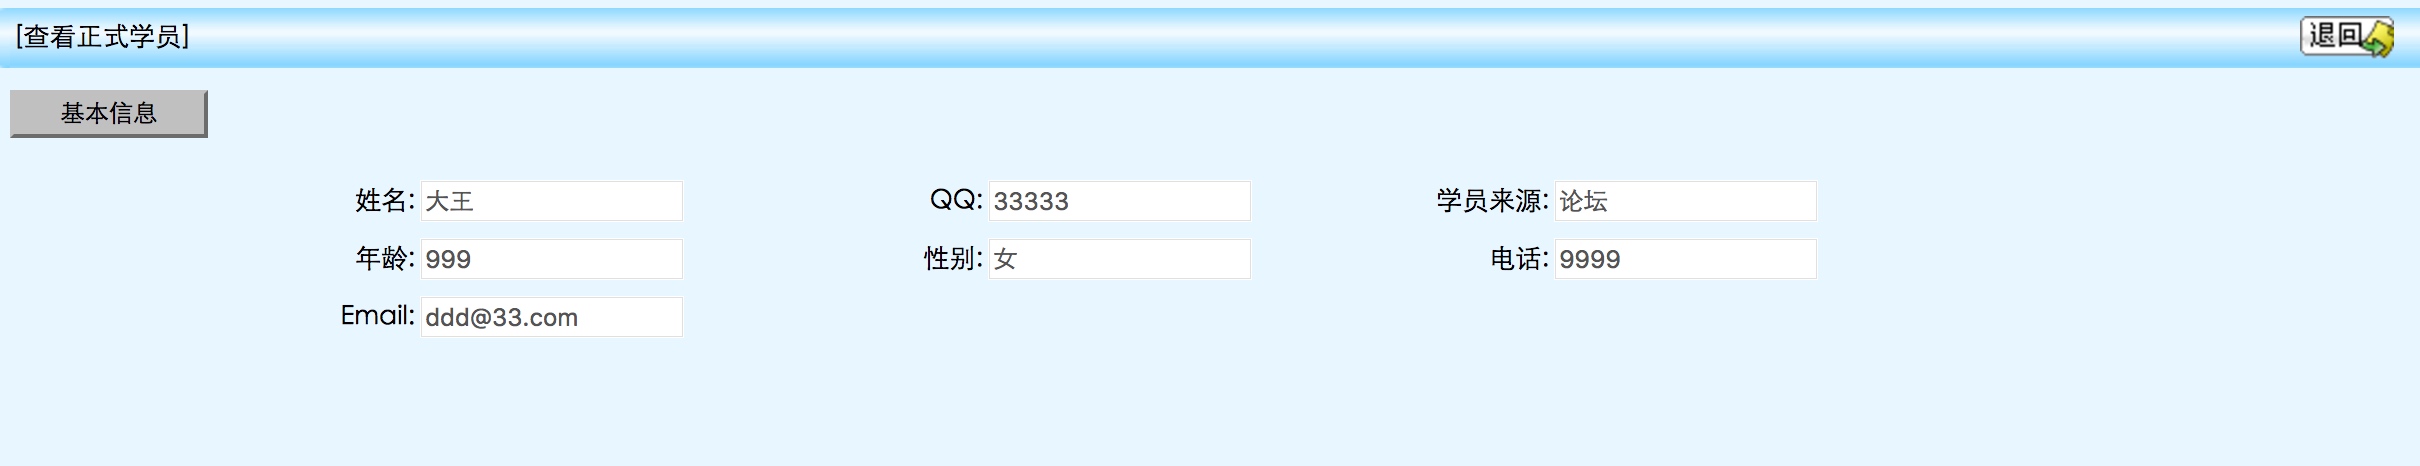 [查看正式学员] 退回
基本信息
姓名: 大王 QQ: 33333 学员来源: 论坛
年龄: 999 性别: 女 电话: 9999
Email: ddd@33.com